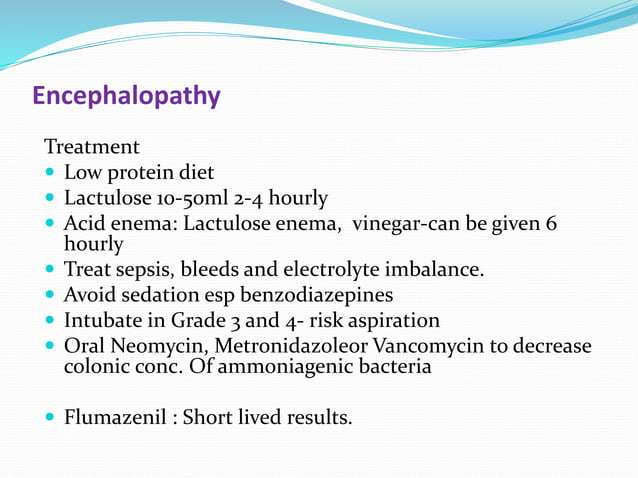 Encephalopathy
Treatment
• Low protein diet
• Lactulose 10-50ml 2-4 hourly
• Acid enema: Lactulose enema, vinegar-can be given 6
hourly
• Treat sepsis, bleeds and electrolyte imbalance.
• Avoid sedation esp benzodiazepines
• Intubate in Grade 3 and 4- risk aspiration
• Oral Neomycin, Metronidazoleor Vancomycin to decrease
colonic conc. Of ammoniagenic bacteria
• Flumazenil : Short lived results.